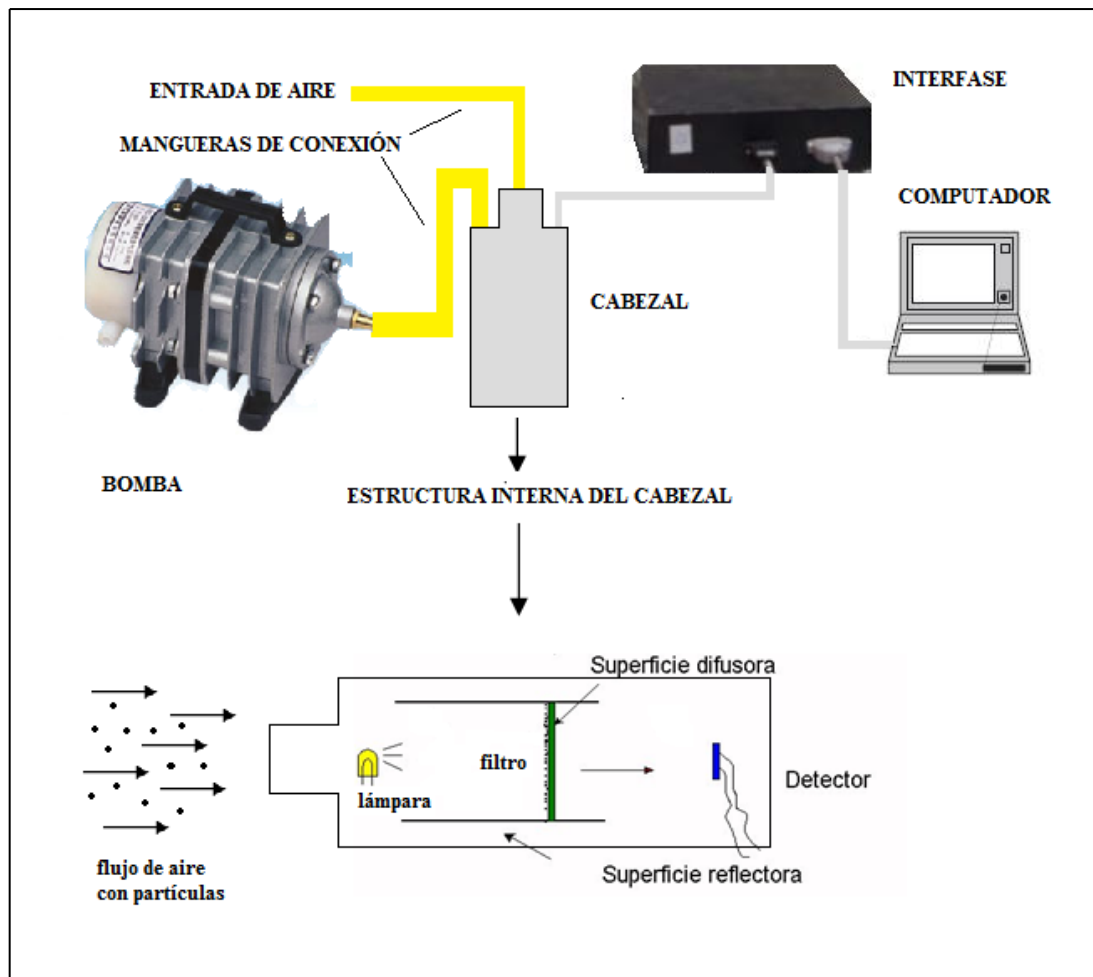 ENTRADA DE AIRE
INTERFASE
MANGUERAS DE CONEXIÓN
COMPUTADOR
CABEZAL
BOMBA
ESTRUCTURA INTERNA DEL CABEZAL
Superficie difusora
filtro
Detector
lámpara
flujo de aire
con partículas
Superficie reflectora